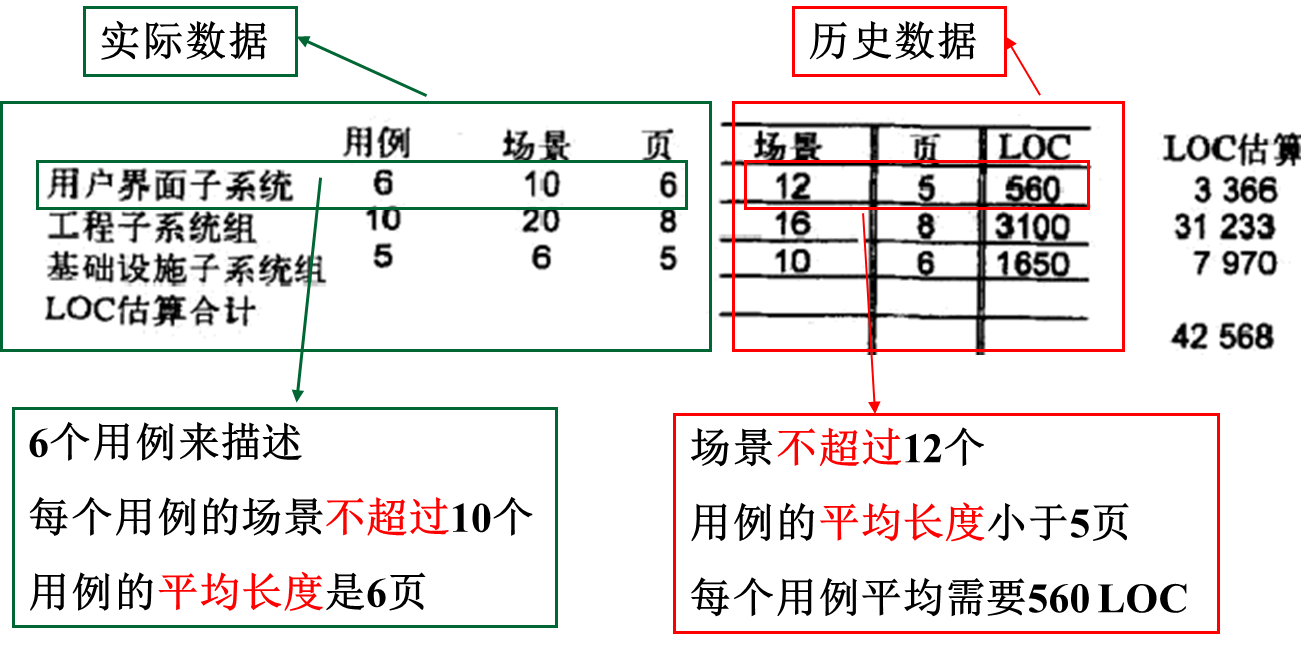 实际数据
历史数据
用例 场景 页 场景 页 LOC LOC估算
用户界面子系统 6 10 6 12 5 560 3 366
工程子系统组 10 20 8 16 8 3100 31 233
基础设施子系统组 5 6 5 10 6 1650 7 970
LOC估算合计
42 568
6个用例来描述
每个用例的场景不超过10个
用例的平均长度是6页
场景不超过12个
用例的平均长度小于5页
每个用例平均需要560 LOC